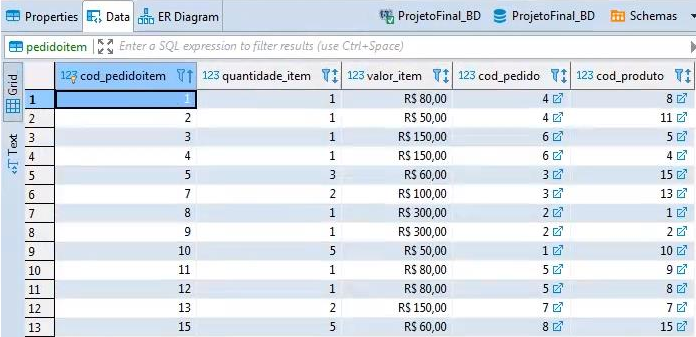 Properties Data ER Diagram ProjetoFinal_BD ProjetoFinal_BD Schemas
pedidoitem Enter a SQL expression to filter results (use Ctrl+Space)
Grid
Text
123 cod_pedidoitem 123 quantidade_item 123 valor_item 123 cod_pedido 123 cod_produto
1 1 1 R$ 80,00 4 8
2 2 1 R$ 50,00 4 11
3 3 1 R$ 150,00 6 5
4 4 1 R$ 150,00 6 4
5 5 3 R$ 60,00 3 15
6 7 2 R$ 100,00 3 13
7 8 1 R$ 300,00 2 1
8 9 1 R$ 300,00 2 2
9 10 5 R$ 50,00 1 10
10 11 1 R$ 80,00 5 9
11 12 1 R$ 80,00 5 8
12 13 2 R$ 150,00 7 7
13 15 5 R$ 60,00 8 15